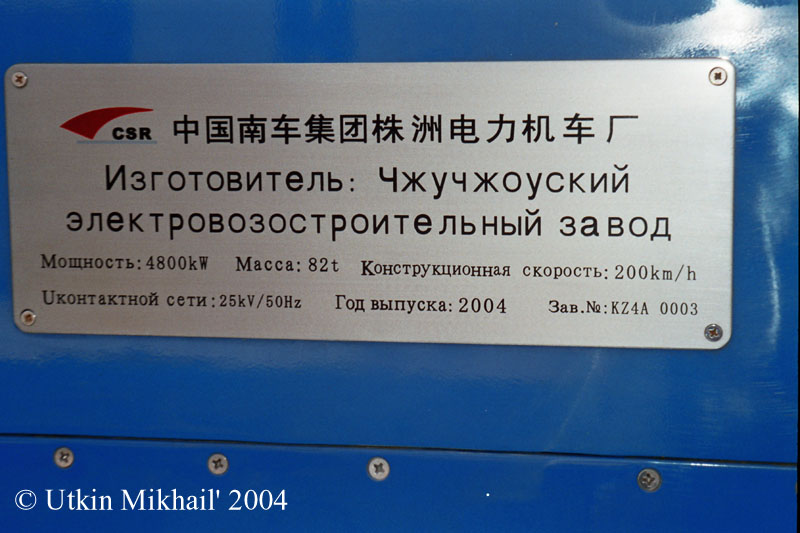 CSR 中国南车集团株洲电力机车厂
Изготовитель: Чжучжоуский
электровозостроительный завод
Мощность:4800kW Масса:82t Конструкционная скорость:200km/h
Uконтактной сети:25kV/50Hz Год выпуска:2004 Зав.№:KZ4A 0003
© Utkin Mikhail' 2004